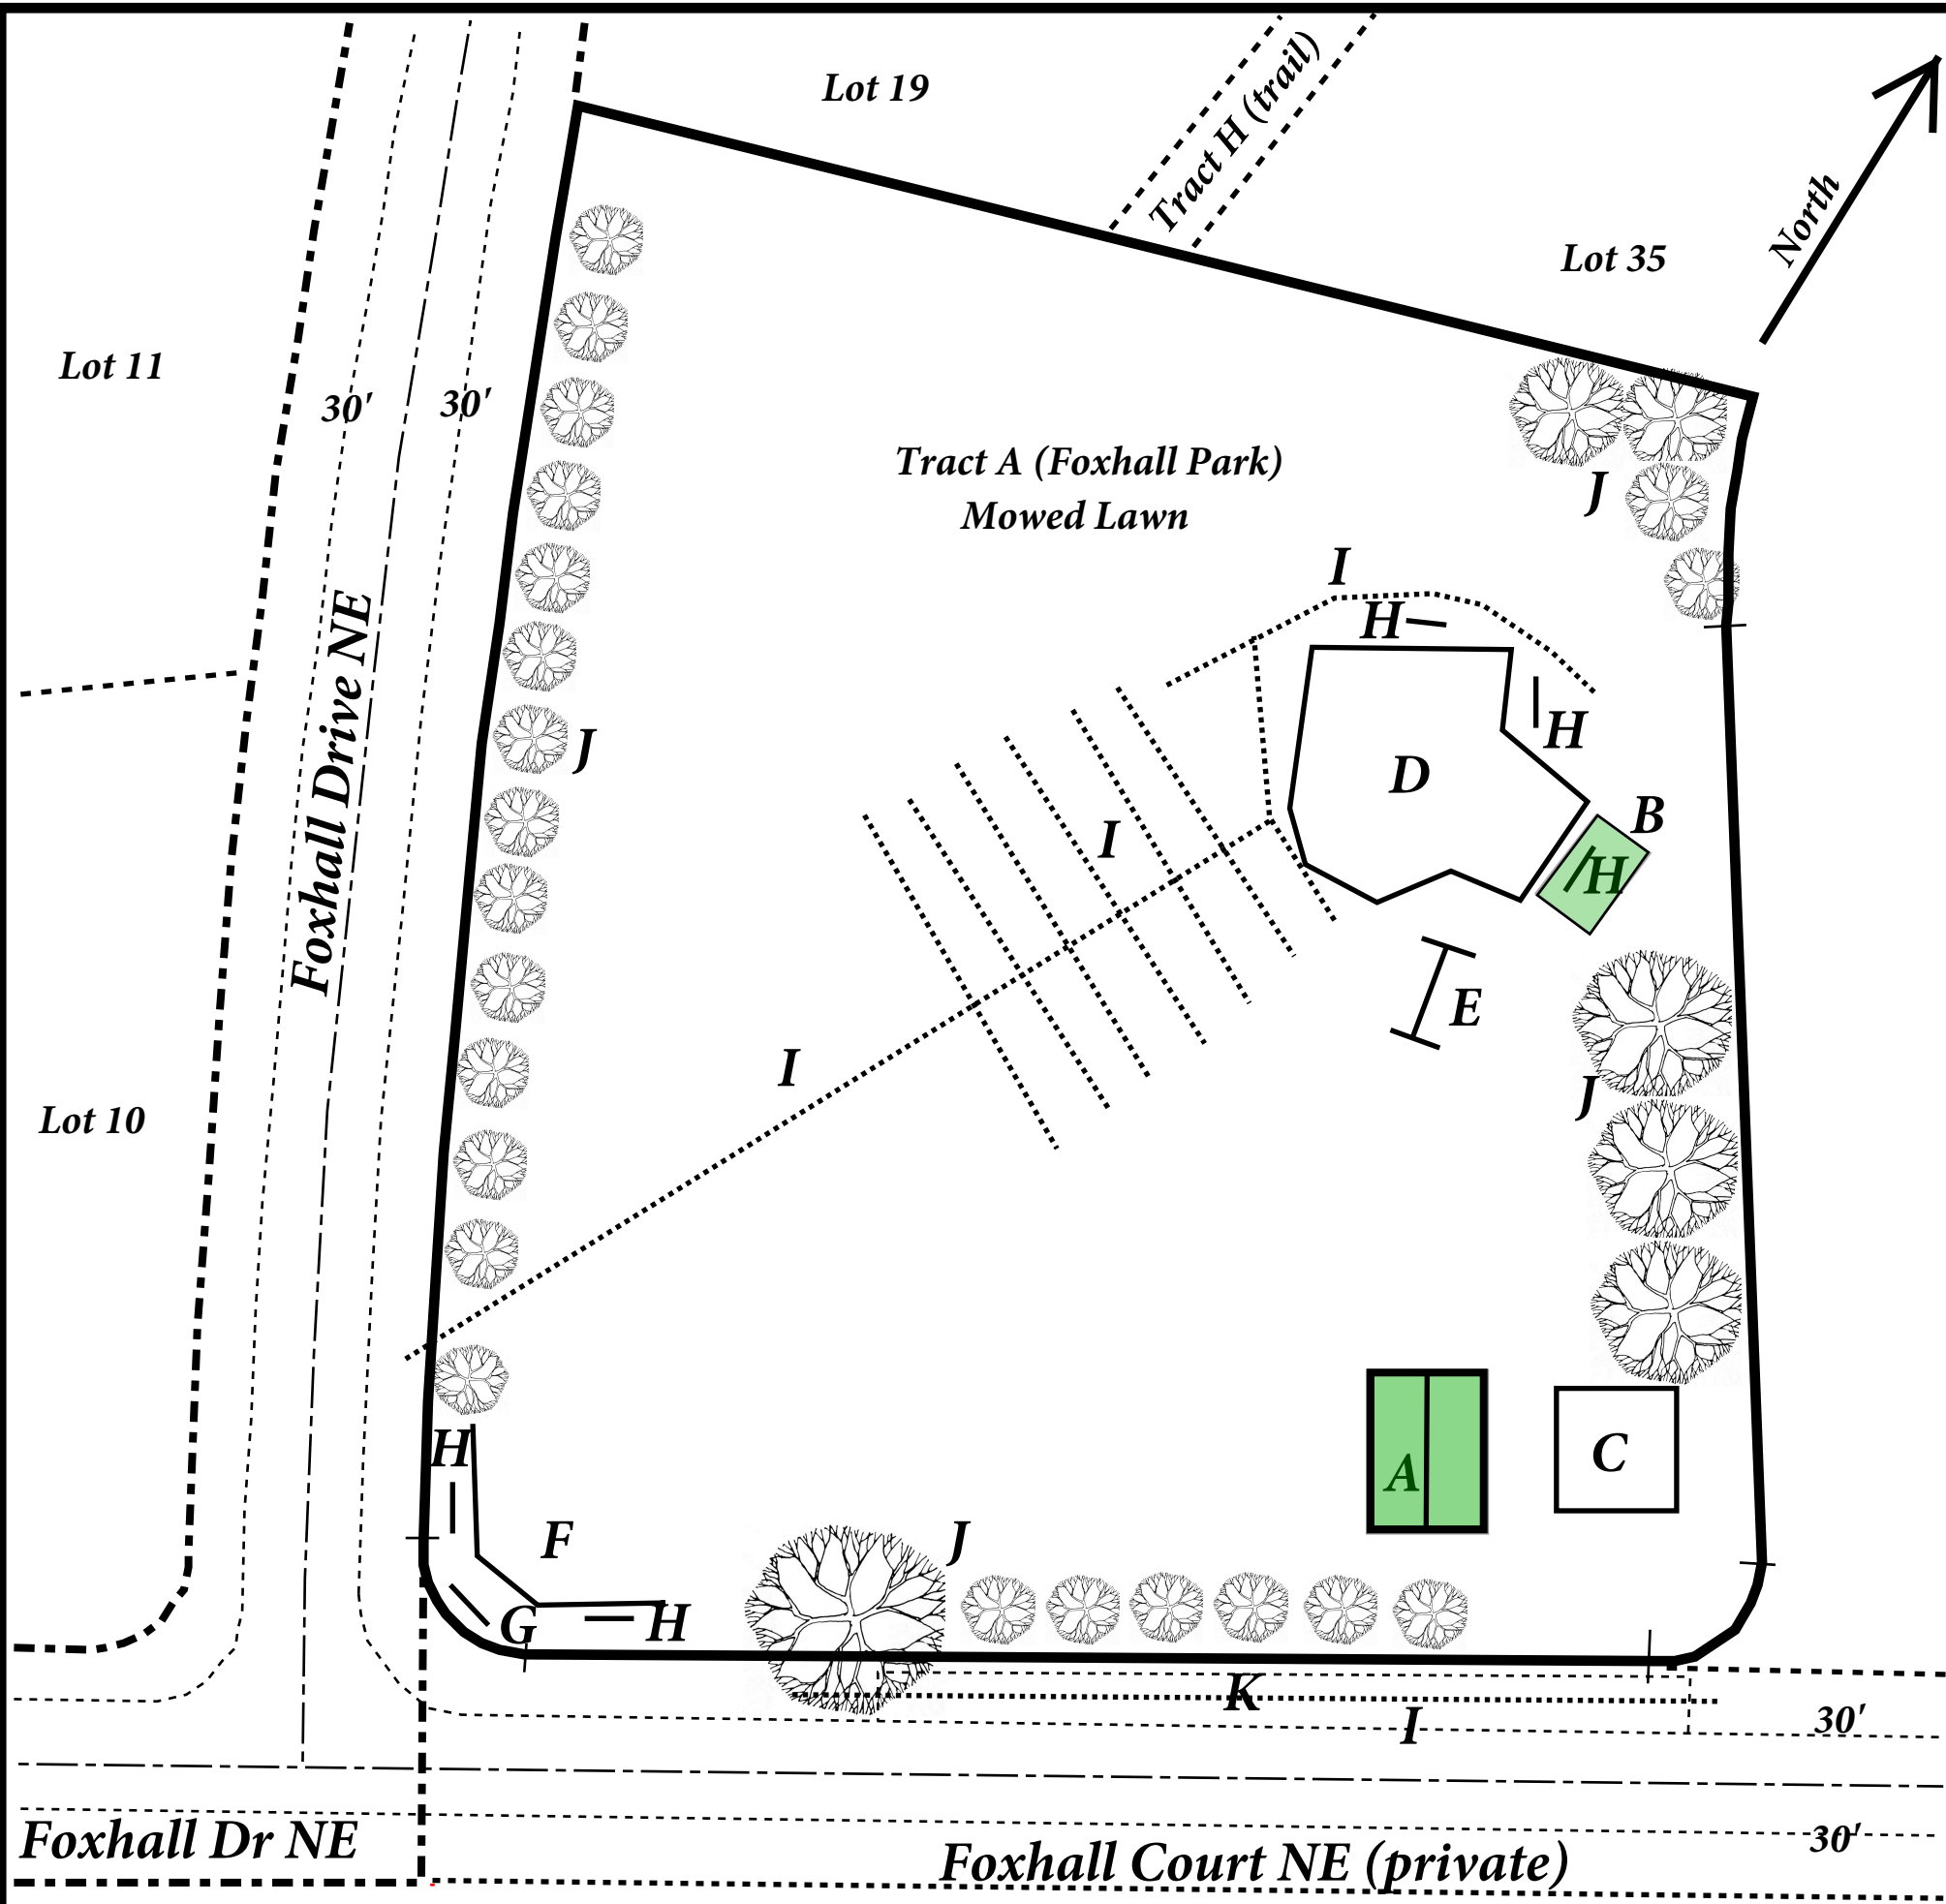 Lot 19
Tract H (trail)
North
Lot 35
Lot 11
30'
30'
Tract A (Foxhall Park)
Mowed Lawn
J
I
H
Foxhall Drive NE
H
J
D
B
I
H
E
I
J
Lot 10
H
C
A
F
J
G
H
K
I
30'
Foxhall Dr NE
30'
Foxhall Court NE (private)